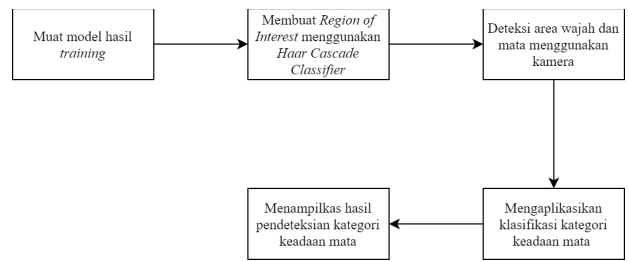 Muat model hasil
training
Membuat Region of
Interest menggunakan
Haar Cascade
Classifier
Deteksi area wajah dan
mata menggunakan
kamera
Mengaplikasikan
klasifikasi kategori
keadaan mata
Menampilkas hasil
pendeteksian kategori
keadaan mata